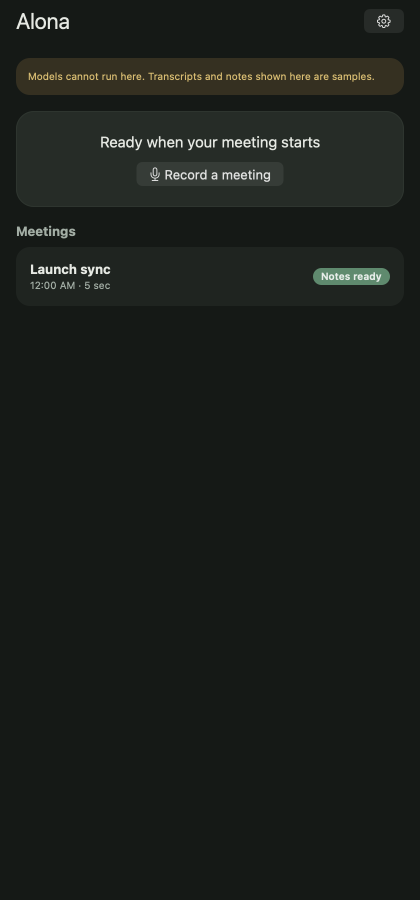 Alona
Models cannot run here. Transcripts and notes shown here are samples.
Ready when your meeting starts
Record a meeting
Meetings
Launch sync
12:00 AM · 5 sec
Notes ready